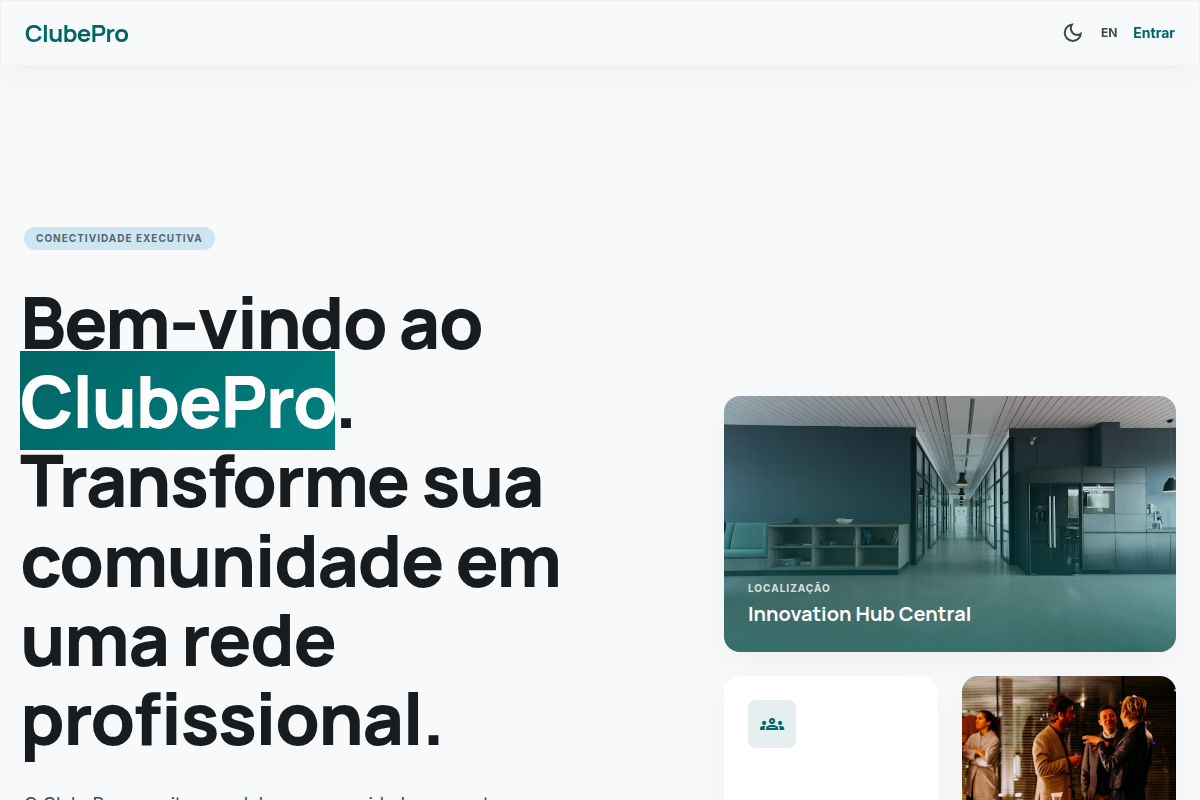 ClubePro
EN
Entrar
CONECTIVIDADE EXECUTIVA
Bem-vindo ao
ClubePro.
Transforme sua
comunidade em
uma rede
profissional.
LOCALIZAÇÃO
Innovation Hub Central